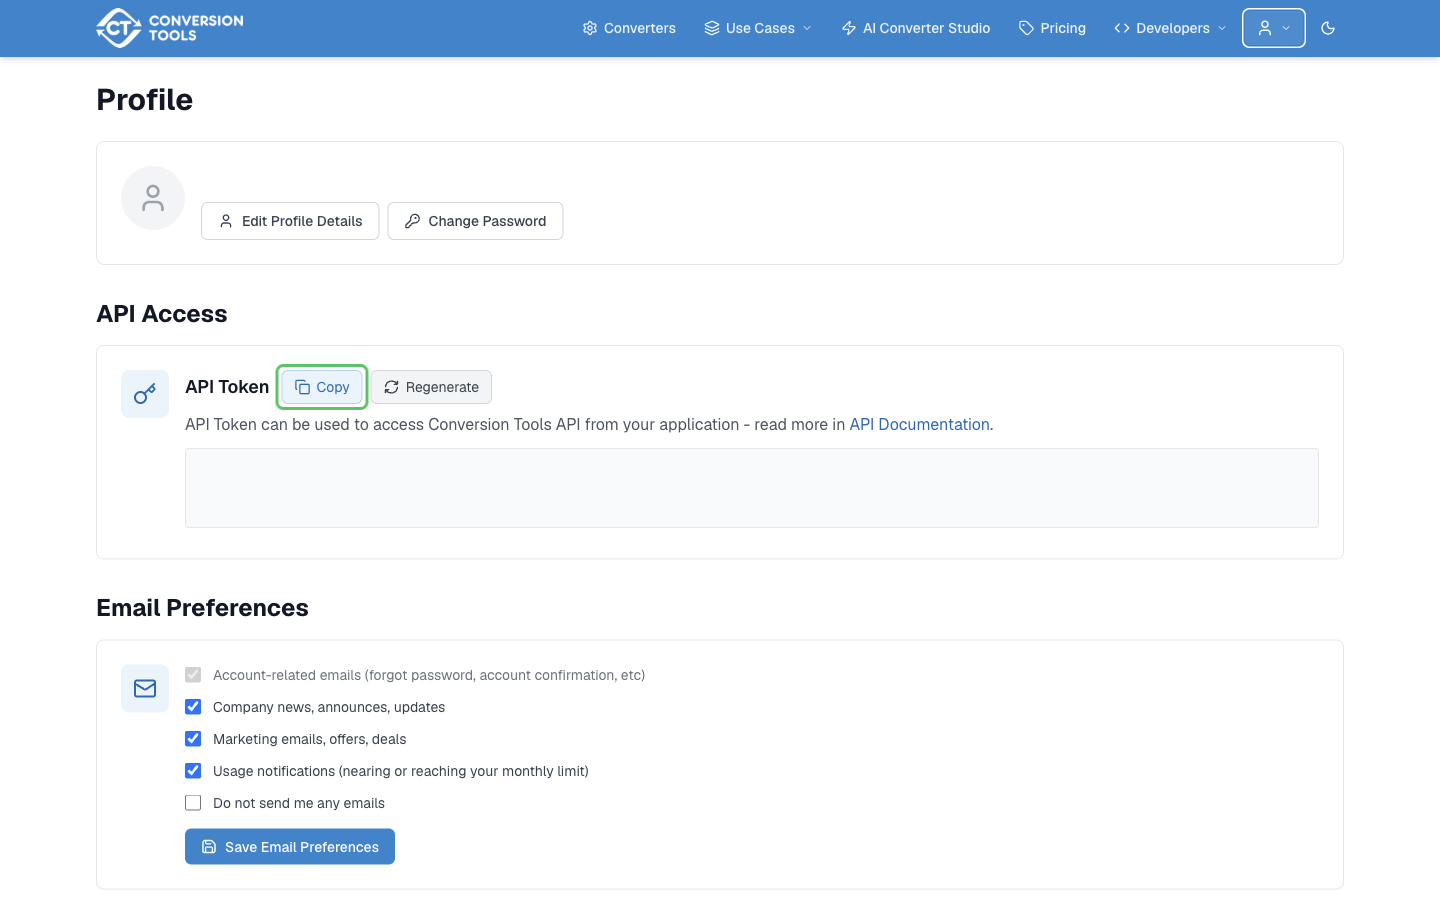 CT CONVERSION TOOLS
Converters
Use Cases
AI Converter Studio
Pricing
Developers
Profile
Edit Profile Details
Change Password
API Access
API Token
Copy
Regenerate
API Token can be used to access Conversion Tools API from your application - read more in API Documentation.
Email Preferences
Account-related emails (forgot password, account confirmation, etc)
Company news, announces, updates
Marketing emails, offers, deals
Usage notifications (nearing or reaching your monthly limit)
Do not send me any emails
Save Email Preferences